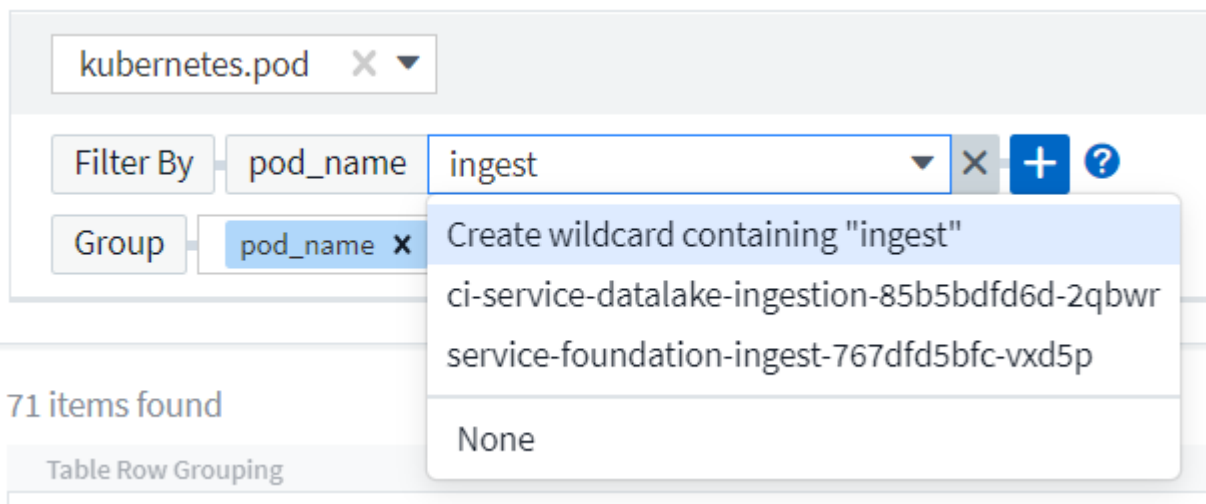 kubernetes.pod
Filter By pod_name ingest
Group pod_name
Create wildcard containing "ingest"
ci-service-datalake-ingestion-85b5bdfd6d-2qbwr
service-foundation-ingest-767dfd5bfc-vxd5p
None
71 items found
Table Row Grouping